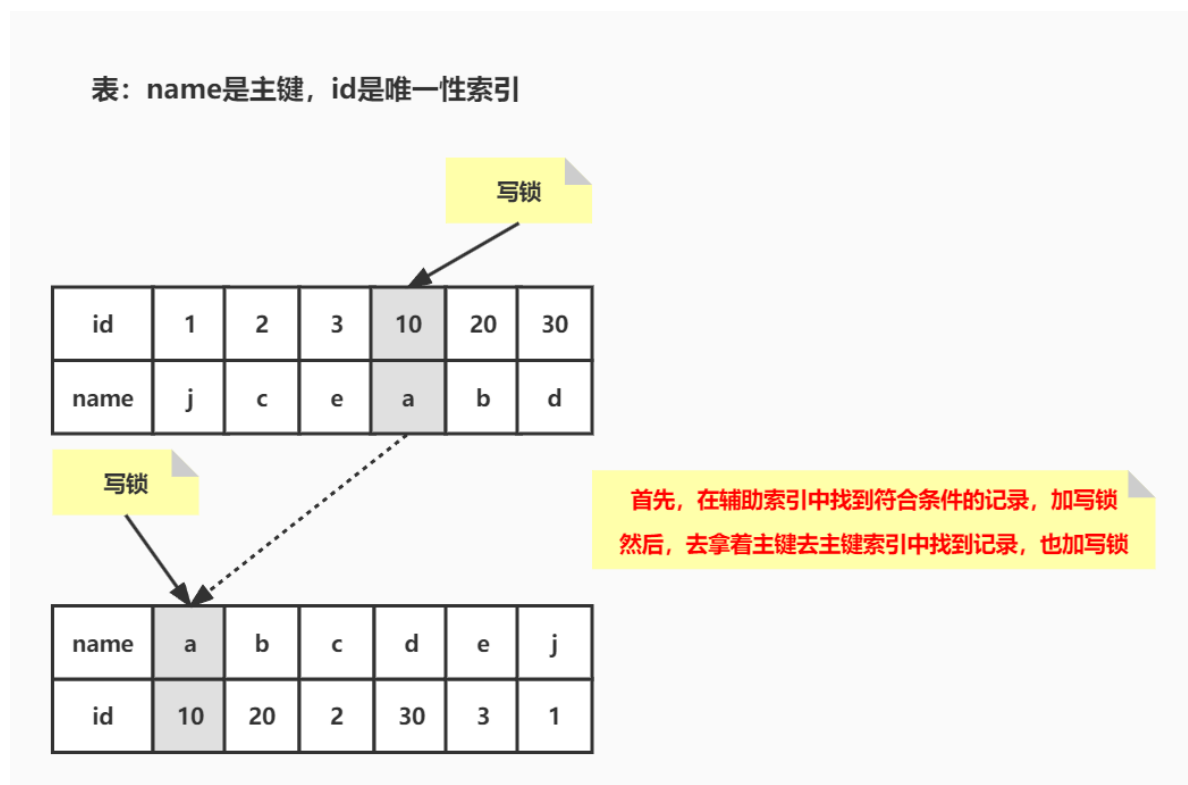 表：name是主键，id是唯一性索引
写锁
id 1 2 3 10 20 30
name j c e a b d
写锁
首先，在辅助索引中找到符合条件的记录，加写锁
然后，去拿着主键去主键索引中找到记录，也加写锁
name a b c d e j
id 10 20 2 30 3 1